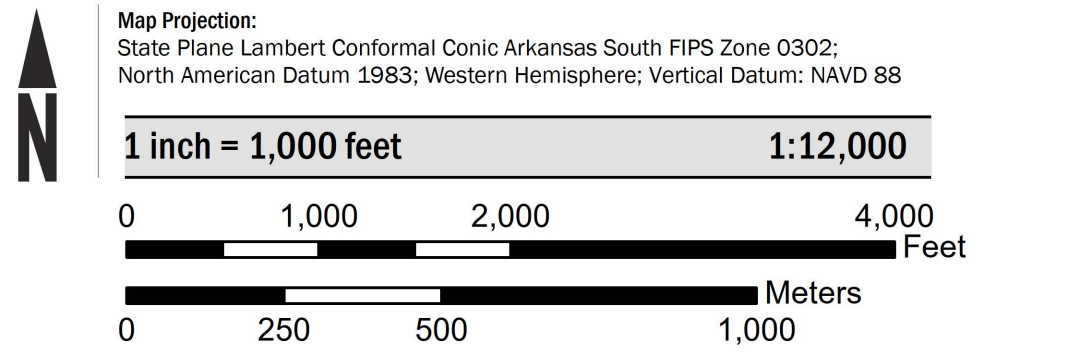 N
Map Projection:
State Plane Lambert Conformal Conic Arkansas South FIPS Zone 0302;
North American Datum 1983; Western Hemisphere; Vertical Datum: NAVD 88
1 inch = 1,000 feet 1:12,000
0 1,000 2,000 4,000
Feet
Meters
0 250 500 1,000